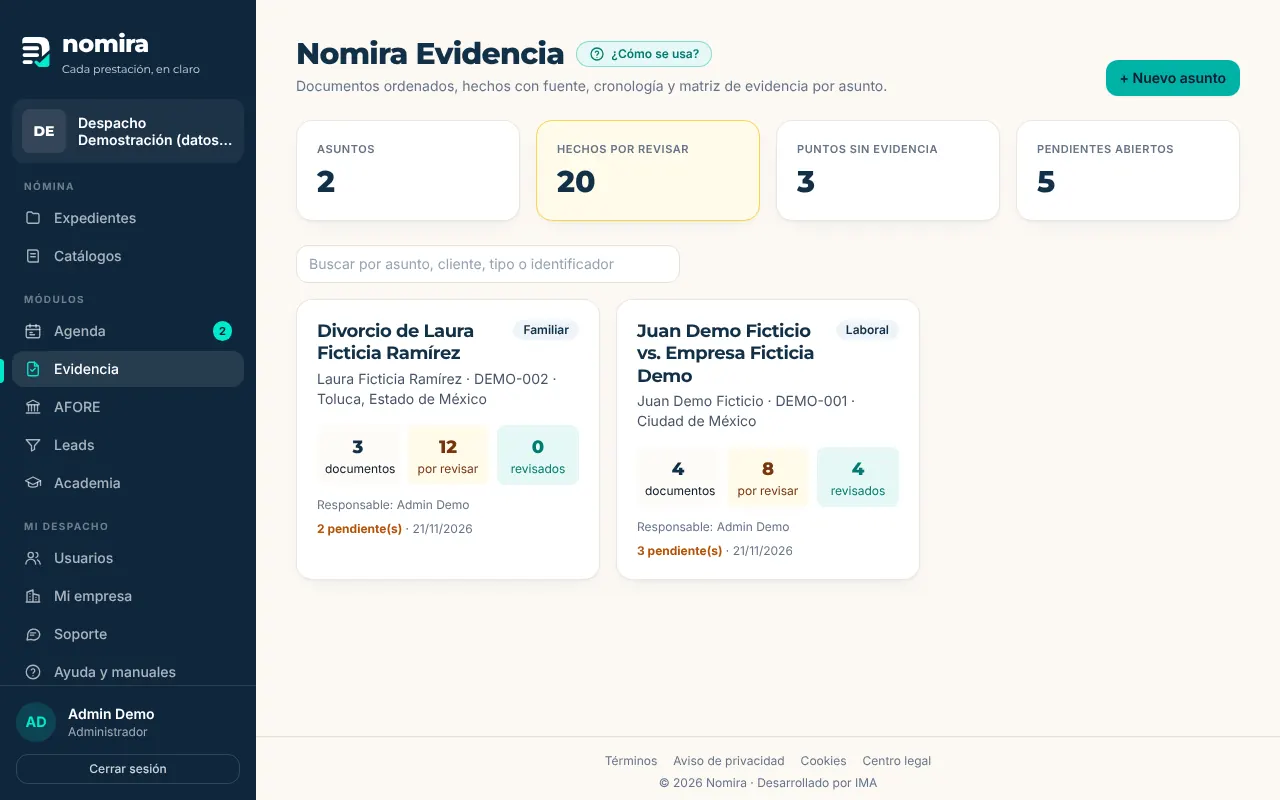 nomira
Cada prestación, en claro
DE
Despacho
Demostración (datos...
NÓMINA
Expedientes
Catálogos
MÓDULOS
Agenda
2
Evidencia
AFORE
Leads
Academia
MI DESPACHO
Usuarios
Mi empresa
Soporte
Ayuda y manuales
AD
Admin Demo
Administrador
Cerrar sesión
Nomira Evidencia
¿Cómo se usa?
Documentos ordenados, hechos con fuente, cronología y matriz de evidencia por asunto.
+ Nuevo asunto
ASUNTOS
2
HECHOS POR REVISAR
20
PUNTOS SIN EVIDENCIA
3
PENDIENTES ABIERTOS
5
Buscar por asunto, cliente, tipo o identificador
Divorcio de Laura
Ficticia Ramírez
Familiar
Laura Ficticia Ramírez · DEMO-002 ·
Toluca, Estado de México
3
documentos
12
por revisar
0
revisados
Responsable: Admin Demo
2 pendiente(s) · 21/11/2026
Juan Demo Ficticio
vs. Empresa Ficticia
Demo
Laboral
Juan Demo Ficticio · DEMO-001 ·
Ciudad de México
4
documentos
8
por revisar
4
revisados
Responsable: Admin Demo
3 pendiente(s) · 21/11/2026
Términos Aviso de privacidad Cookies Centro legal
© 2026 Nomira · Desarrollado por IMA